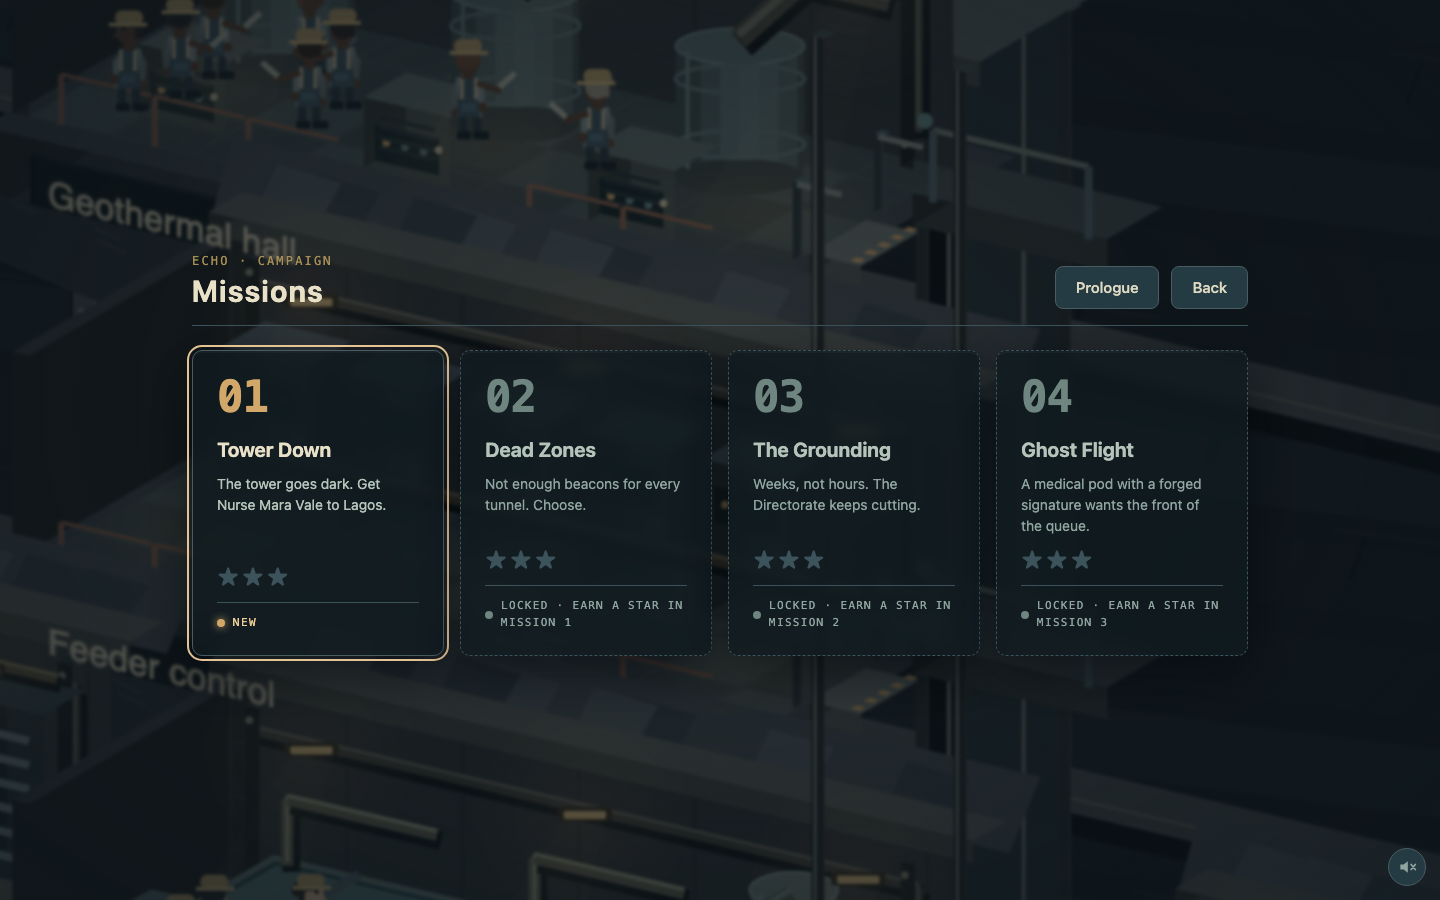 Geothermal hall
ECHO · CAMPAIGN
Missions
Prologue
Back
01
Tower Down
The tower goes dark. Get
Nurse Mara Vale to Lagos.
NEW
02
Dead Zones
Not enough beacons for every
tunnel. Choose.
LOCKED · EARN A STAR IN
MISSION 1
03
The Grounding
Weeks, not hours. The
Directorate keeps cutting.
LOCKED · EARN A STAR IN
MISSION 2
04
Ghost Flight
A medical pod with a forged
signature wants the front of
the queue.
LOCKED · EARN A STAR IN
MISSION 3
Feeder control